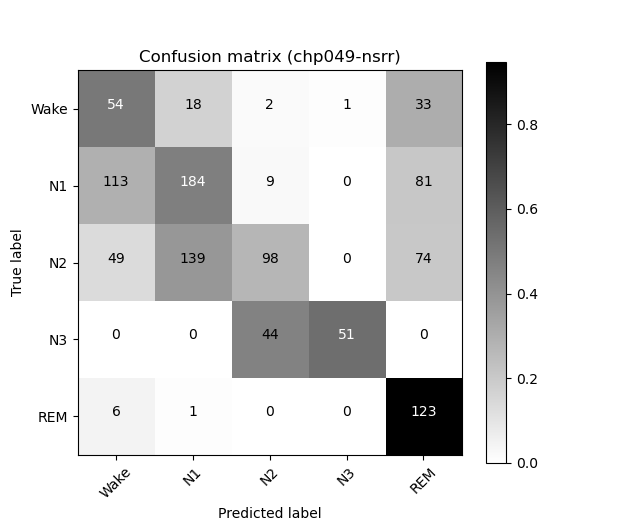 Confusion matrix (chp049-nsrr)
Wake 54 18 2 1 33
N1 113 184 9 0 81
N2 49 139 98 0 74
N3 0 0 44 51 0
REM 6 1 0 0 123
Wake N1 N2 N3 REM
True label
Predicted label
0.8
0.6
0.4
0.2
0.0